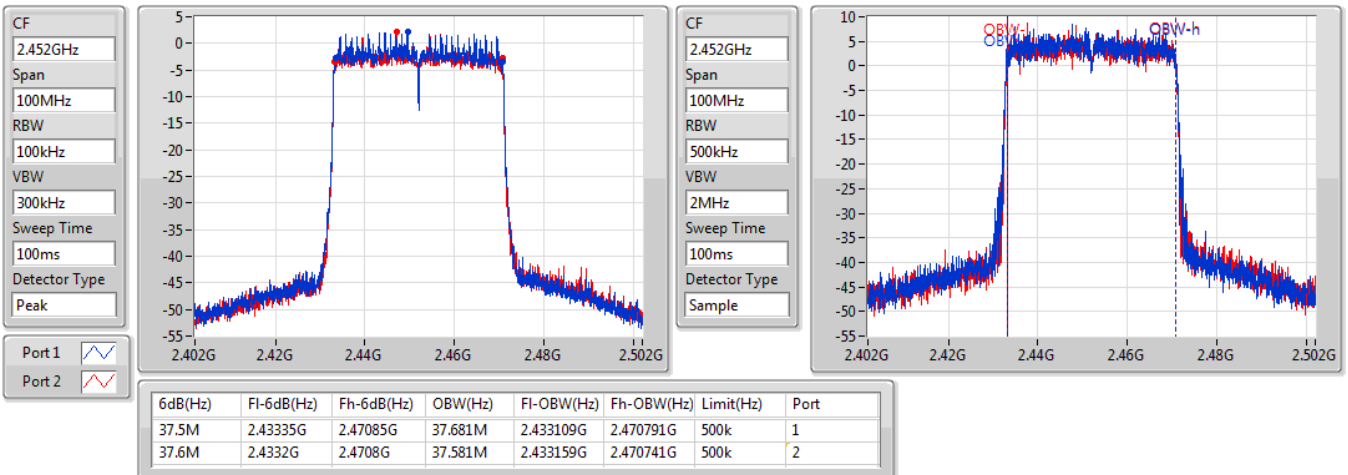 CF
2.452GHz
Span
100MHz
RBW
100kHz
VBW
300kHz
Sweep Time
100ms
Detector Type
Peak
5
0
-5
-10
-15
-20
-25
-30
-35
-40
-45
-50
-55
2.402G 2.42G 2.44G 2.46G 2.48G 2.502G
CF
2.452GHz
Span
100MHz
RBW
500kHz
VBW
2MHz
Sweep Time
100ms
Detector Type
Sample
10
5
0
-5
-10
-15
-20
-25
-30
-35
-40
-45
-50
-55
OBW-l OBW-h
OBW
2.402G 2.42G 2.44G 2.46G 2.48G 2.502G
Port 1
Port 2
6dB(Hz) Fl-6dB(Hz) Fh-6dB(Hz) OBW(Hz) Fl-OBW(Hz) Fh-OBW(Hz) Limit(Hz) Port
37.5M 2.43335G 2.47085G 37.681M 2.433109G 2.470791G 500k 1
37.6M 2.4332G 2.4708G 37.581M 2.433159G 2.470741G 500k 2